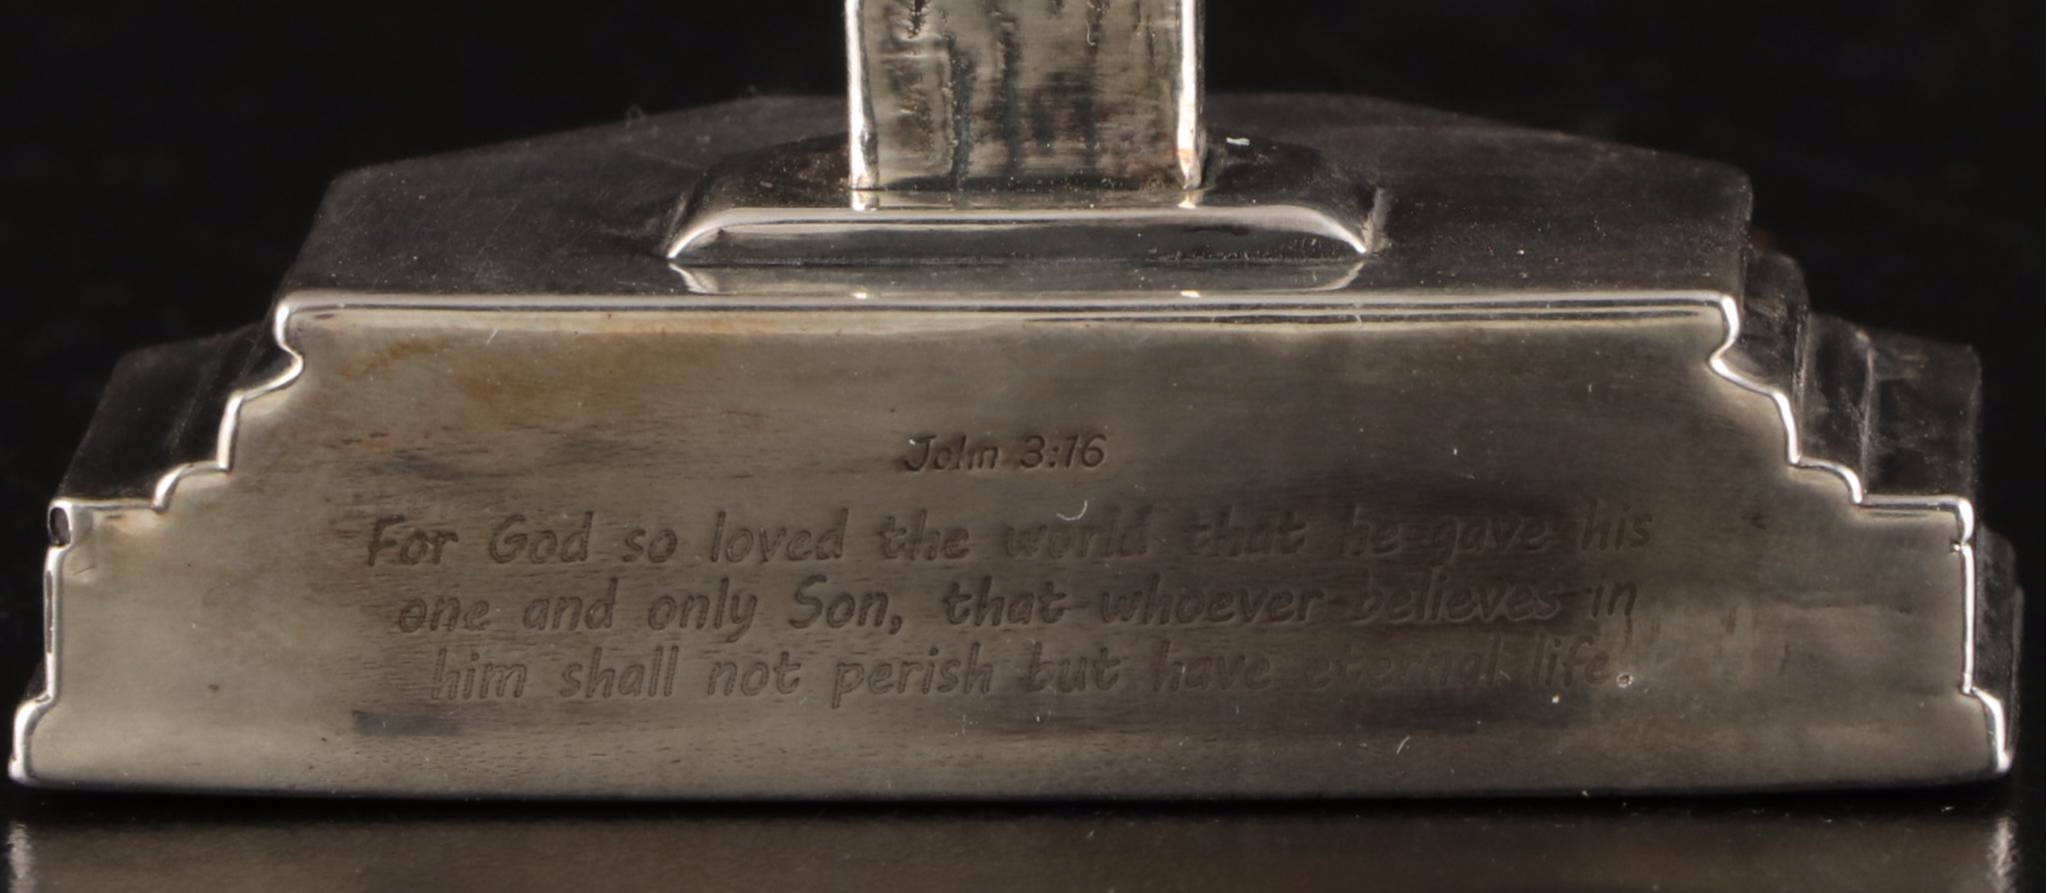 John 3:16
For God so loved the world that he gave his
one and only Son, that whoever believes in
him shall not perish but have eternal life.